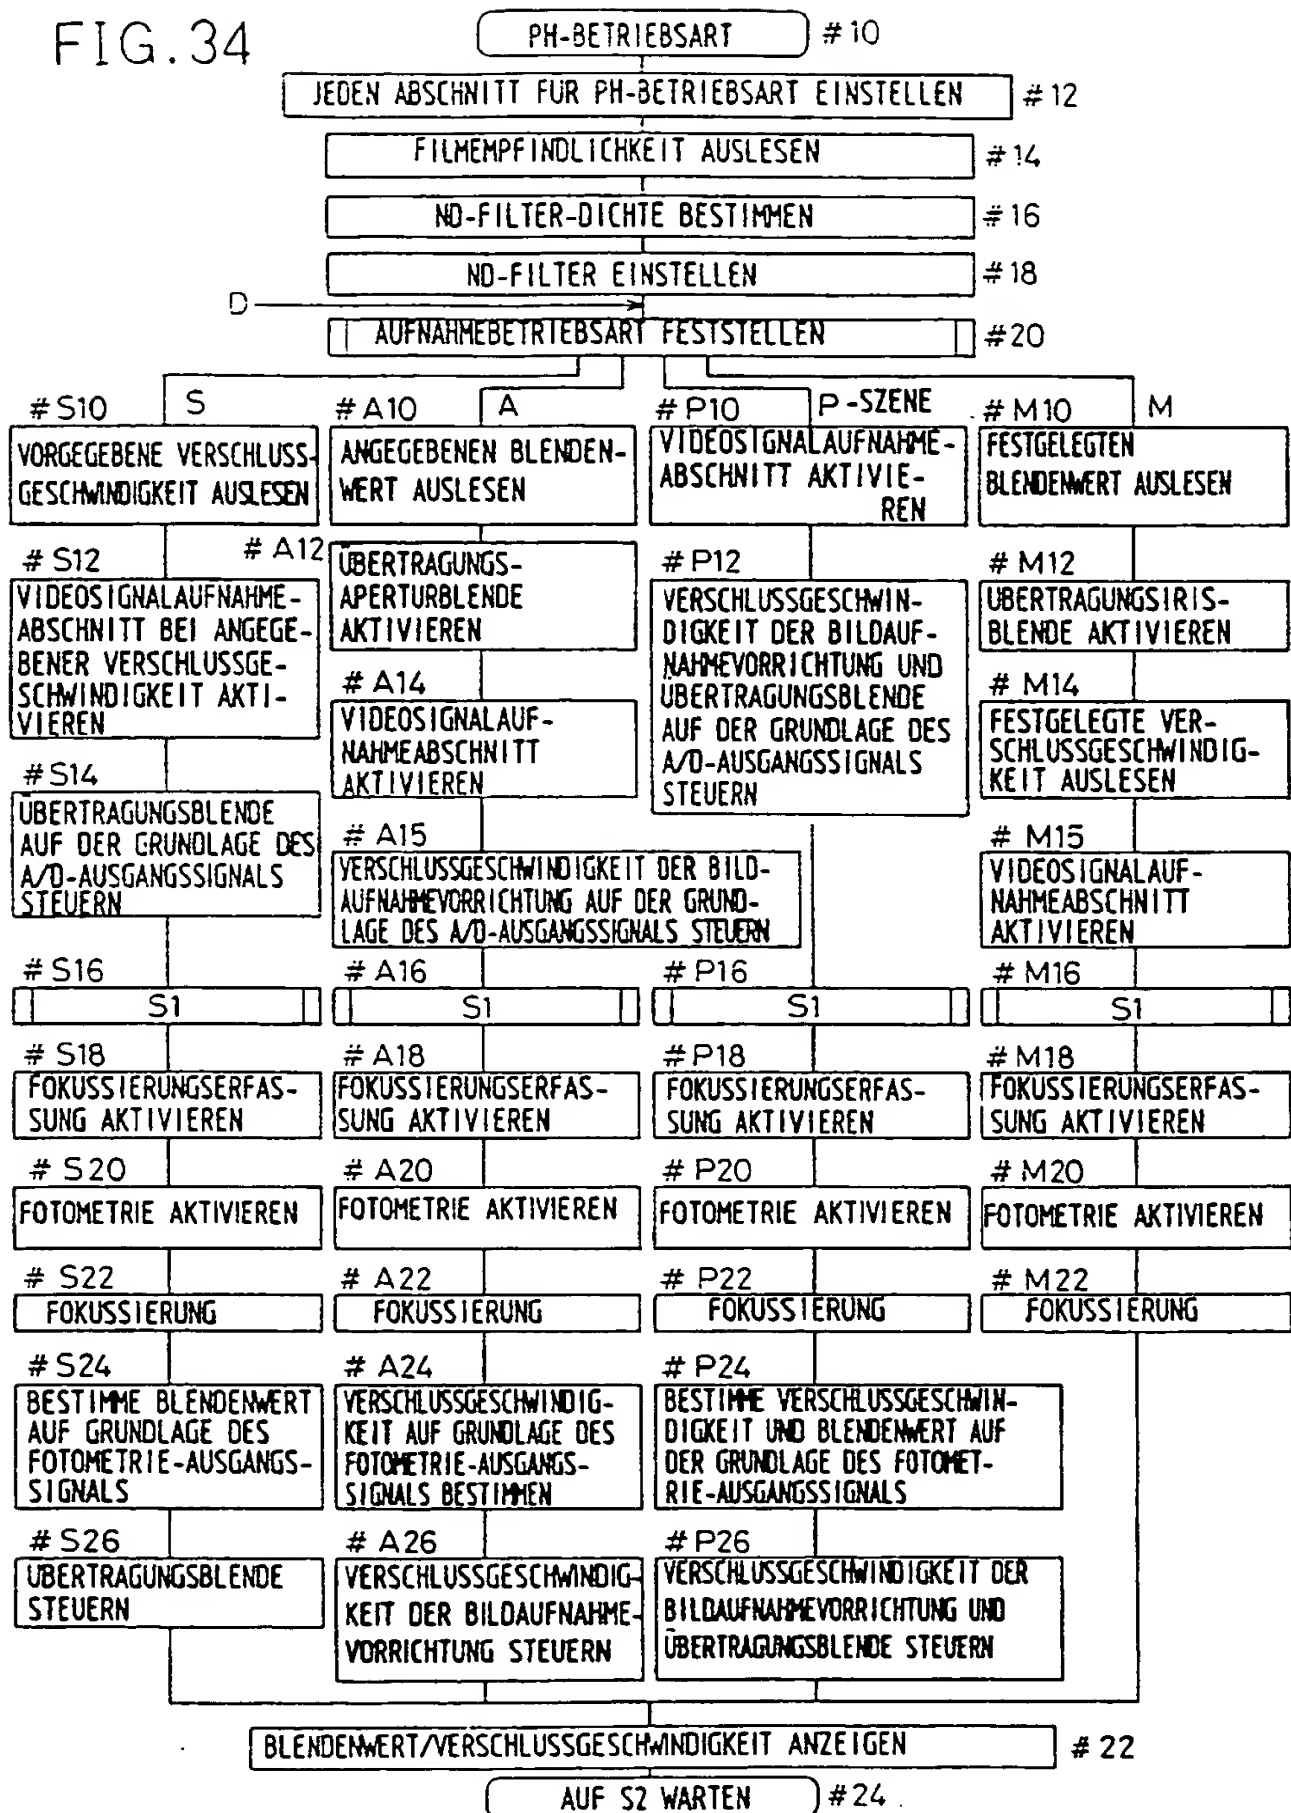 FIG. 34
PH-BETRIEBSART #10
JEDEN ABSCHNITT FUR PH-BETRIEBSART EINSTELLEN #12
FILMEMPFINDLICHKEIT AUSLESEN #14
ND-FILTER-DICHTE BESTIMMEN #16
ND-FILTER EINSTELLEN #18
D
AUFNAHMEBETRIEBSART FESTSTELLEN #20
#S10 S
VORGEGEBENE VERSCHLUSS-
GESCHWINDIGKEIT AUSLESEN
#S12
VIDEOSIGNALAUFNAHME-
ABSCHNITT BEI ANGEGE-
BENER VERSCHLUSSGE-
SCHWINDIGKEIT AKTI-
VIEREN
#S14
ÜBERTRAGUNGSBLENDE
AUF DER GRUNDLAGE DES
A/D-AUSGANGSSIGNALS
STEUERN
#S16
S1
#S18
FOKUSSIERUNGSERFAS-
SUNG AKTIVIEREN
#S20
FOTOMETRIE AKTIVIEREN
#S22
FOKUSSIERUNG
#S24
BESTIMME BLENDENWERT
AUF GRUNDLAGE DES
FOTOMETRIE-AUSGANGS-
SIGNALS
#S26
UBERTRAGUNGSBLENDE
STEUERN
#A10 A
ANGEGEBENEN BLENDEN-
WERT AUSLESEN
#A12
ÜBERTRAGUNGS-
APERTURBLENDE
AKTIVIEREN
#A14
VIDEOSIGNALAUF-
NAHMEABSCHNITT
AKTIVIEREN
#A15
VERSCHLUSSGESCHWINDIGKEIT DER BILD-
AUFNAHMEVORRICHTUNG AUF DER GRUND-
LAGE DES A/D-AUSGANGSSIGNALS STEUERN
#A16
S1
#A18
FOKUSSIERUNGSERFAS-
SUNG AKTIVIEREN
#A20
FOTOMETRIE AKTIVIEREN
#A22
FOKUSSIERUNG
#A24
VERSCHLUSSGESCHWINDIG-
KEIT AUF GRUNDLAGE DES
FOTOMETRIE-AUSGANGS-
SIGNALS BESTIMMEN
#A26
VERSCHLUSSGESCHWINDIG-
KEIT DER BILDAUFNAHME-
VORRICHTUNG STEUERN
#P10 P-SZENE
VIDEOSIGNALAUFNAHME-
ABSCHNITT AKTIVIE-
REN
#P12
VERSCHLUSSGESCHWIN-
DIGKEIT DER BILDAUF-
NAHMEVORRICHTUNG UND
ÜBERTRAGUNGSBLENDE
AUF DER GRUNDLAGE DES
A/D-AUSGANGSSIGNALS
STEUERN
#P16
S1
#P18
FOKUSSIERUNGSERFAS-
SUNG AKTIVIEREN
#P20
FOTOMETRIE AKTIVIEREN
#P22
FOKUSSIERUNG
#P24
BESTIMME VERSCHLUSSGESCHWIN-
DIGKEIT UND BLENDENWERT AUF
DER GRUNDLAGE DES FOTOMET-
RIE-AUSGANGSSIGNALS
#P26
VERSCHLUSSGESCHWINDIGKEIT DER
BILDAUFNAHMEVORRICHTUNG UND
ÜBERTRAGUNGSBLENDE STEUERN
#M10 M
FESTGELEGTEN
BLENDENWERT AUSLESEN
#M12
UBERTRAGUNGSIRIS-
BLENDE AKTIVIEREN
#M14
FESTGELEGTE VER-
SCHLUSSGESCHWINDIG-
KEIT AUSLESEN
#M15
VIDEOSIGNALAUF-
NAHMEABSCHNITT
AKTIVIEREN
#M16
S1
#M18
FOKUSSIERUNGSERFAS-
SUNG AKTIVIEREN
#M20
FOTOMETRIE AKTIVIEREN
#M22
FOKUSSIERUNG
BLENDENWERT/VERSCHLUSSGESCHWINDIGKEIT ANZEIGEN #22
AUF S2 WARTEN #24